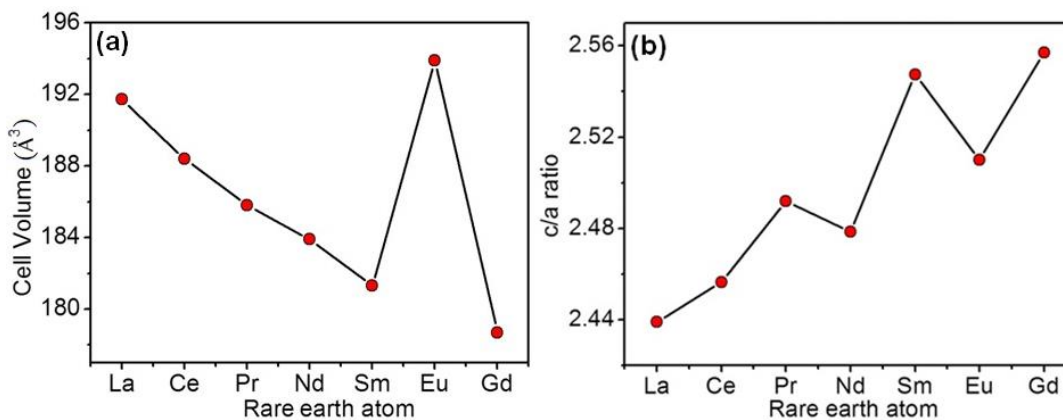 (a)
196
192
188
184
180
Cell Volume (Å³)
La Ce Pr Nd Sm Eu Gd
Rare earth atom
(b)
2.56
2.52
2.48
2.44
c/a ratio
La Ce Pr Nd Sm Eu Gd
Rare earth atom